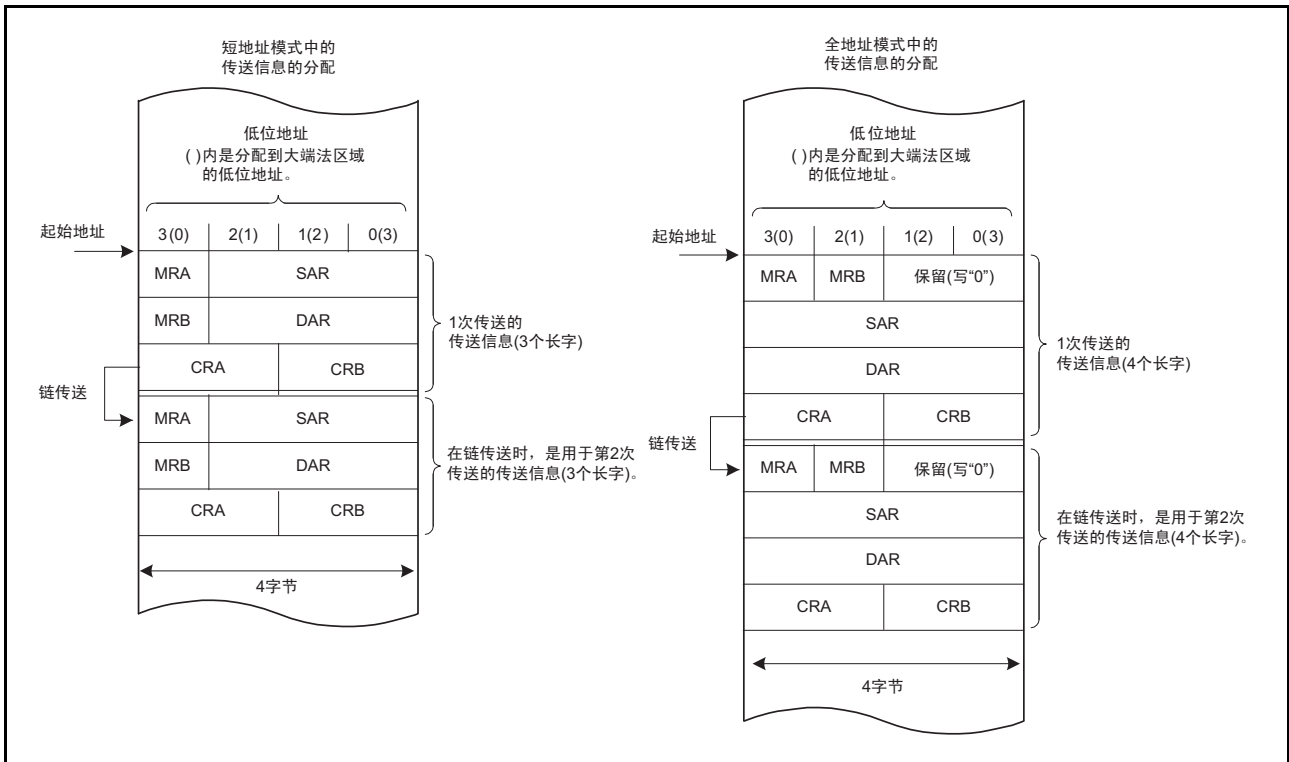 短地址模式中的
传送信息的分配
低位地址
( )内是分配到大端法区域
的低位地址。
起始地址
3(0) 2(1) 1(2) 0(3)
MRA SAR
MRB DAR
CRA CRB
1次传送的
传送信息(3个长字)
链传送
MRA SAR
MRB DAR
CRA CRB
在链传送时，是用于第2次
传送的传送信息(3个长字)。
4字节
全地址模式中的
传送信息的分配
低位地址
( )内是分配到大端法区域
的低位地址。
起始地址
3(0) 2(1) 1(2) 0(3)
MRA MRB 保留(写“0”)
SAR
DAR
CRA CRB
1次传送的
传送信息(4个长字)
链传送
MRA MRB 保留(写“0”)
SAR
DAR
CRA CRB
在链传送时，是用于第2次
传送的传送信息(4个长字)。
4字节